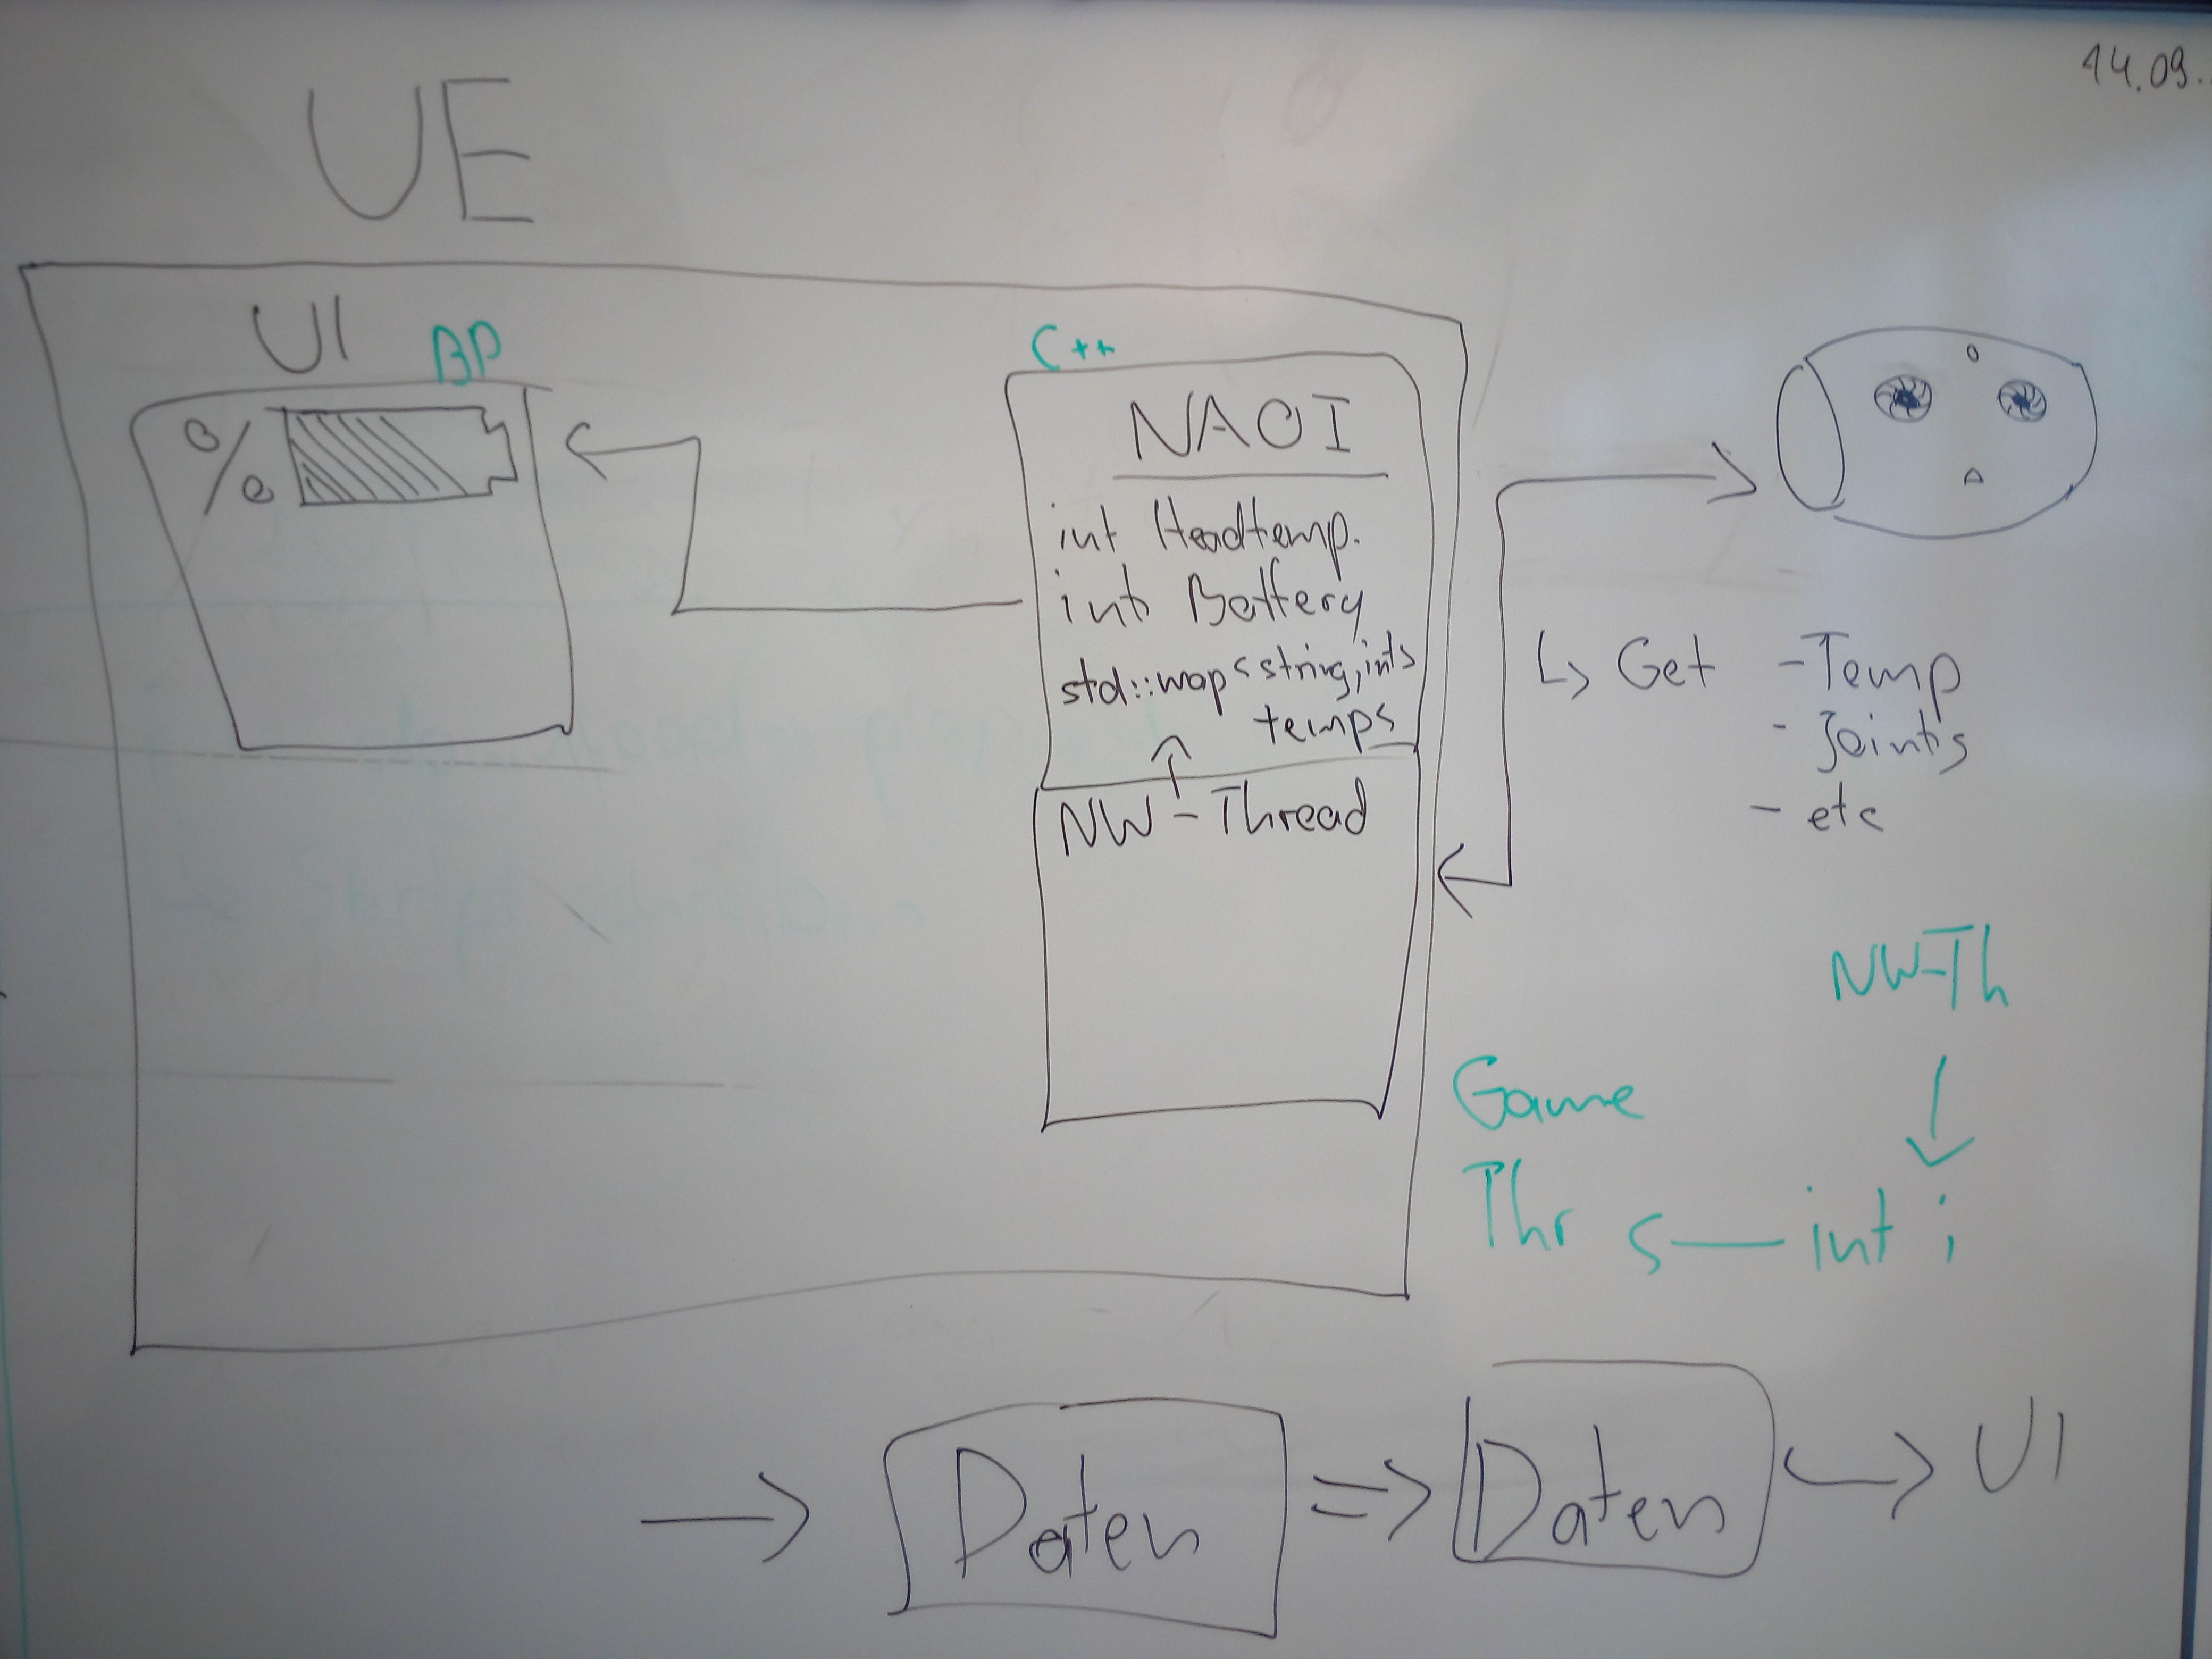 14.09.
UE
UI BP
%
C++
NAOI
int Headtemp.
int Battery
std::map<string,int>
temps
NW-Thread
↳ Get - Temp
- Joints
- etc
NW-Th
Game
Thr int i
Daten => Daten -> UI